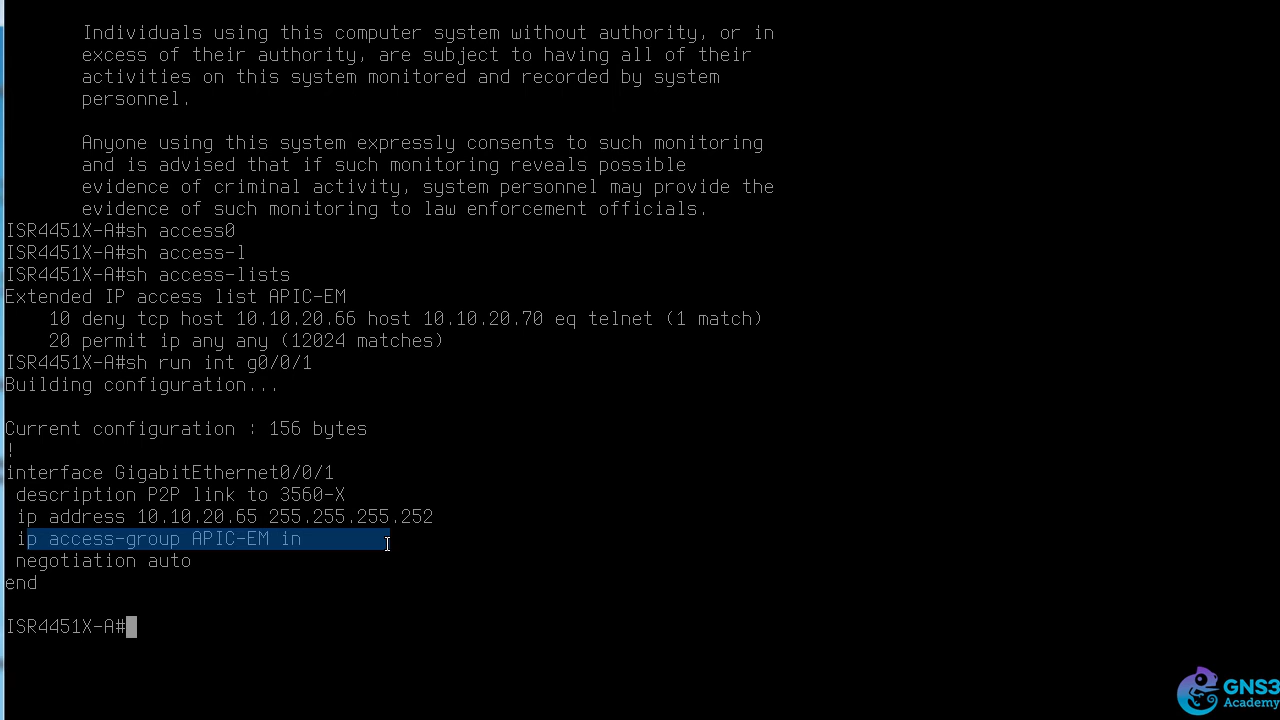 Individuals using this computer system without authority, or in
excess of their authority, are subject to having all of their
activities on this system monitored and recorded by system
personnel.
Anyone using this system expressly consents to such monitoring
and is advised that if such monitoring reveals possible
evidence of criminal activity, system personnel may provide the
evidence of such monitoring to law enforcement officials.
ISR4451X-A#sh access0
ISR4451X-A#sh access-l
ISR4451X-A#sh access-lists
Extended IP access list APIC-EM
10 deny tcp host 10.10.20.66 host 10.10.20.70 eq telnet (1 match)
20 permit ip any any (12024 matches)
ISR4451X-A#sh run int g0/0/1
Building configuration...
Current configuration : 156 bytes
!
interface GigabitEthernet0/0/1
description P2P link to 3560-X
ip address 10.10.20.65 255.255.255.252
ip access-group APIC-EM in
negotiation auto
end
ISR4451X-A#
GNS3
Academy